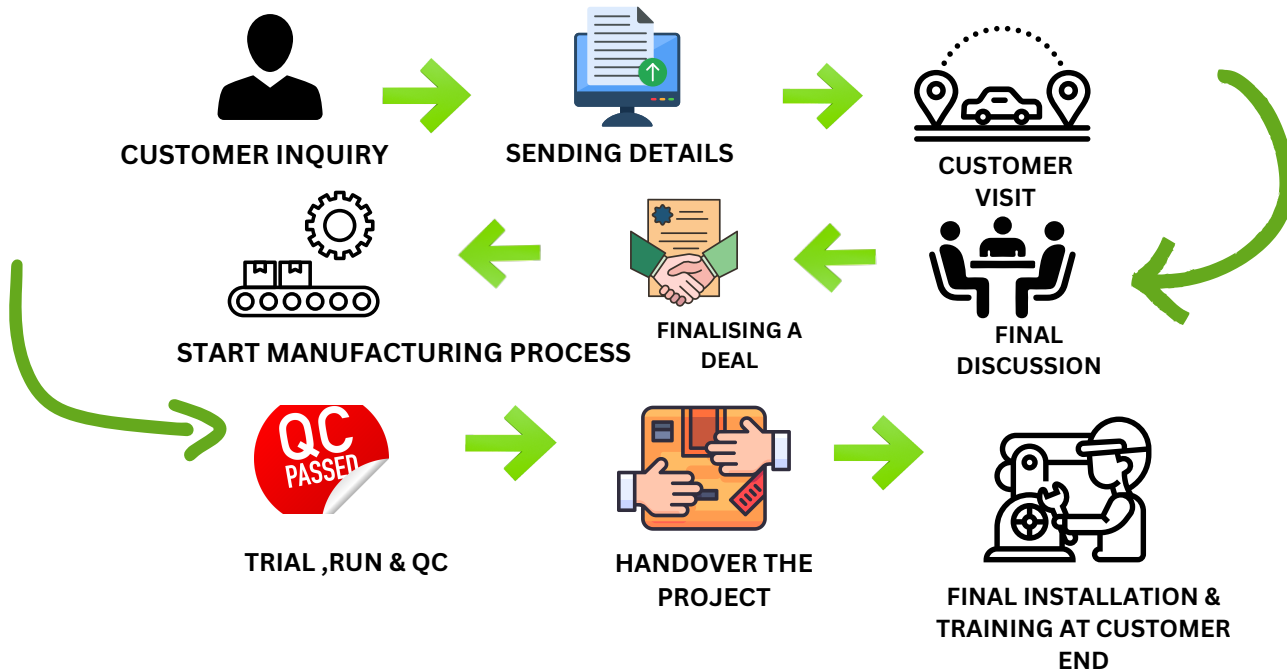 CUSTOMER INQUIRY
SENDING DETAILS
CUSTOMER
VISIT
FINAL
DISCUSSION
FINALISING A
DEAL
START MANUFACTURING PROCESS
QC
PASSED
TRIAL ,RUN & QC
HANDOVER THE
PROJECT
FINAL INSTALLATION &
TRAINING AT CUSTOMER
END